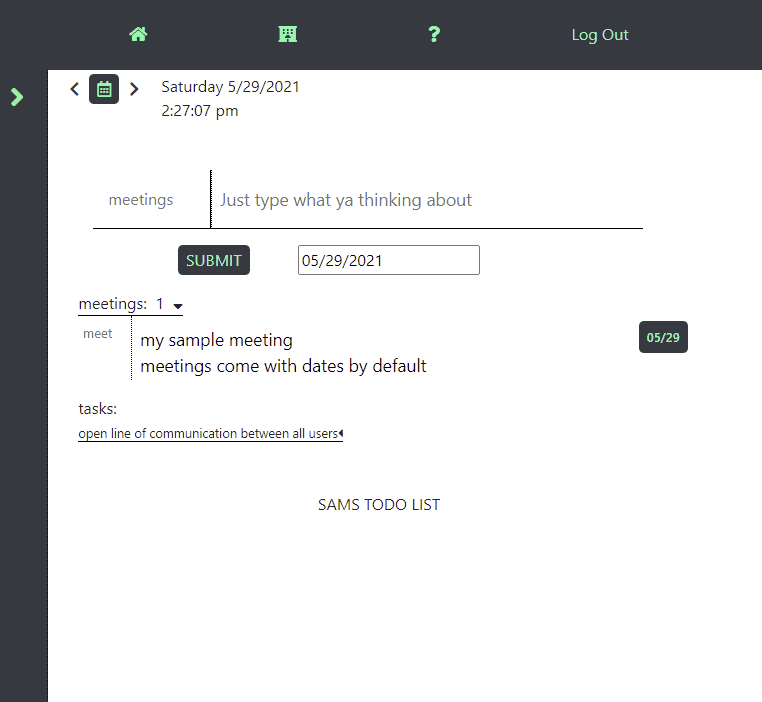 Log Out
Saturday 5/29/2021
2:27:07 pm
meetings
Just type what ya thinking about
SUBMIT
05/29/2021
meetings: 1
meet
my sample meeting
05/29
meetings come with dates by default
tasks:
open line of communication between all users
SAMS TODO LIST